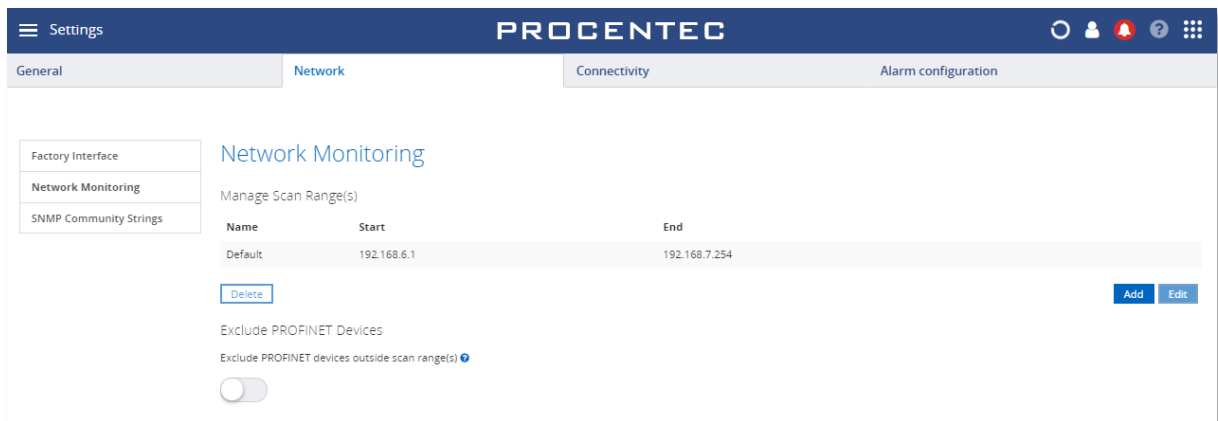 Settings
PROCENTEC
General Network Connectivity Alarm configuration
Factory Interface
Network Monitoring
SNMP Community Strings
Network Monitoring
Manage Scan Range(s)
Name Start End
Default 192.168.6.1 192.168.7.254
Delete Add Edit
Exclude PROFINET Devices
Exclude PROFINET devices outside scan range(s) ?